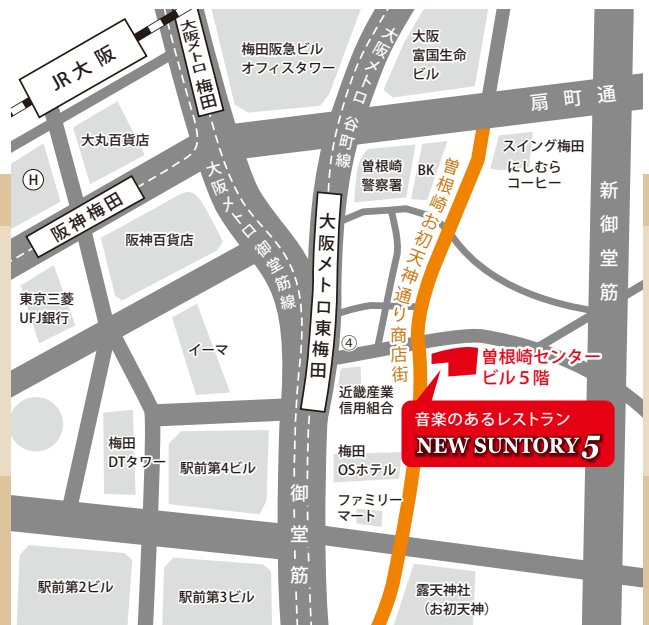 JR大阪
大阪メトロ 梅田
梅田阪急ビル
オフィスタワー
大阪メトロ 谷町線
大阪
富国生命
ビル
扇町通
大丸百貨店
H
阪神梅田
阪神百貨店
大阪メトロ 御堂筋線
曽根崎
警察署
BK
曽根崎お初天神通り商店街
スイング梅田
にしむら
コーヒー
新御堂筋
大阪メトロ東梅田
東京三菱
UFJ銀行
イーマ
④
曽根崎センター
ビル5階
近畿産業
信用組合
音楽のあるレストラン
NEW SUNTORY 5
梅田
DTタワー
駅前第4ビル
梅田
OSホテル
ファミリー
マート
御堂筋
駅前第2ビル
駅前第3ビル
露天神社
（お初天神）